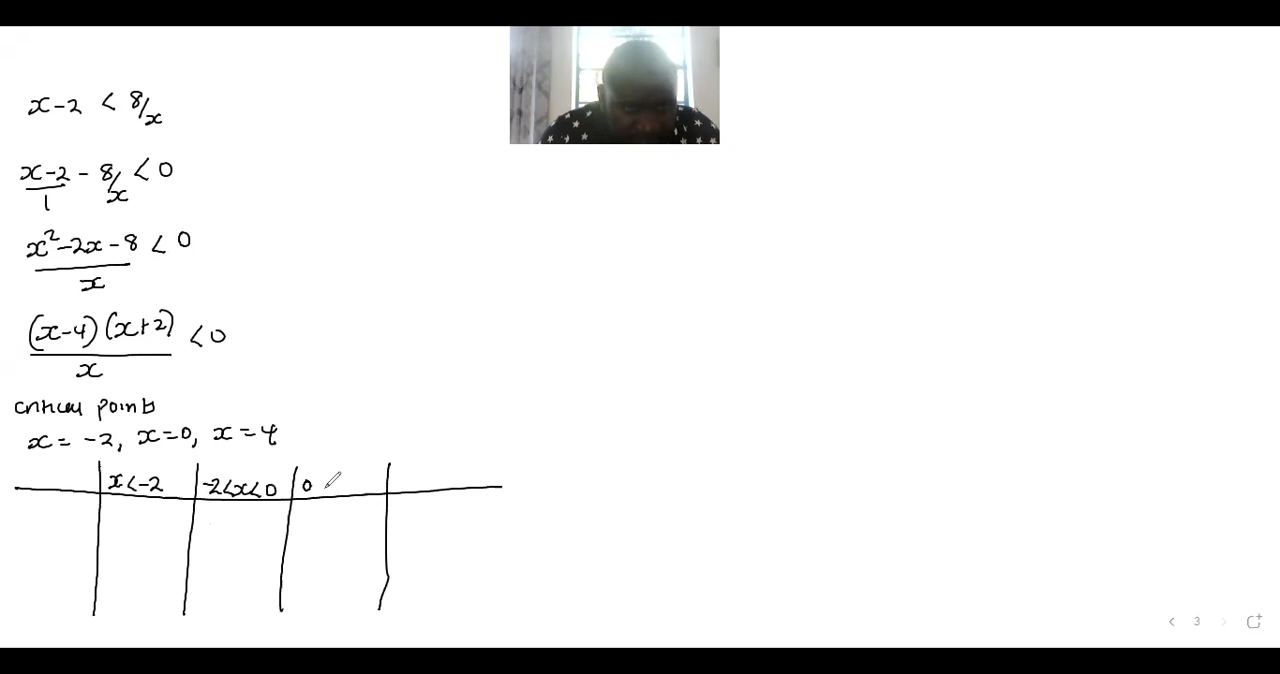 x-2 < 8/x
x-2/1 - 8/x < 0
x²-2x-8/x < 0
(x-4)(x+2)/x < 0
critical points
x = -2, x=0, x=4
x<-2 -2<x<0 0
3